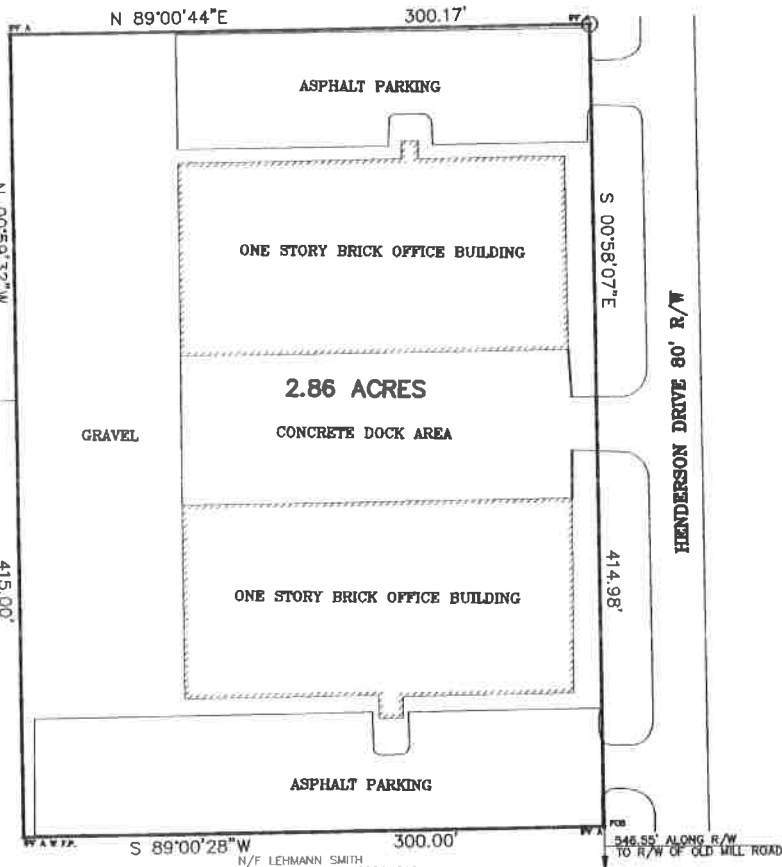 N 89°00'44"E 300.17'
ASPHALT PARKING
ONE STORY BRICK OFFICE BUILDING
S 00°58'07"E
HENDERSON DRIVE 80' R/W
2.86 ACRES
GRAVEL
CONCRETE DOCK AREA
415.00'
414.98'
ONE STORY BRICK OFFICE BUILDING
ASPHALT PARKING
POB
S 89°00'28"W 300.00'
546.55' ALONG R/W
TO R/W OF OLD MILL ROAD
N/F LEHMANN SMITH